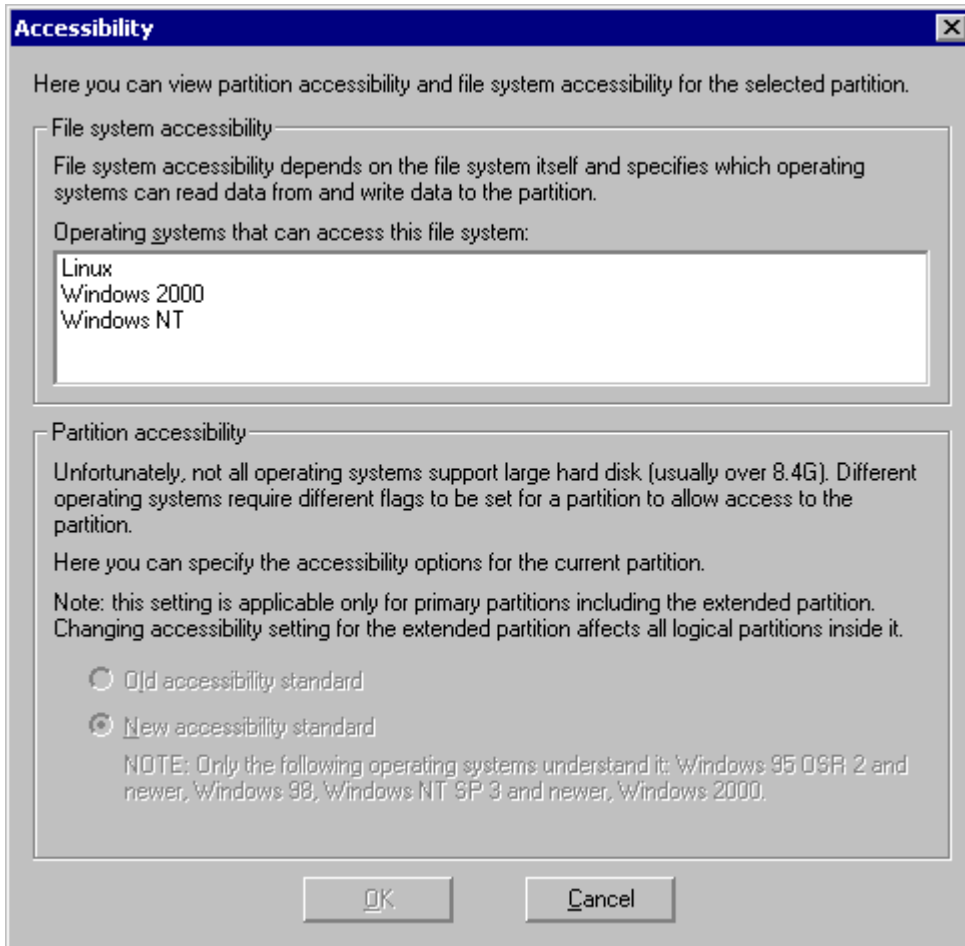 Accessibility
Here you can view partition accessibility and file system accessibility for the selected partition.
File system accessibility
File system accessibility depends on the file system itself and specifies which operating
systems can read data from and write data to the partition.
Operating systems that can access this file system:
Linux
Windows 2000
Windows NT
Partition accessibility
Unfortunately, not all operating systems support large hard disk (usually over 8.4G). Different
operating systems require different flags to be set for a partition to allow access to the
partition.
Here you can specify the accessibility options for the current partition.
Note: this setting is applicable only for primary partitions including the extended partition.
Changing accessibility setting for the extended partition affects all logical partitions inside it.
Old accessibility standard
New accessibility standard
NOTE: Only the following operating systems understand it: Windows 95 OSR 2 and
newer, Windows 98, Windows NT SP 3 and newer, Windows 2000.
OK
Cancel